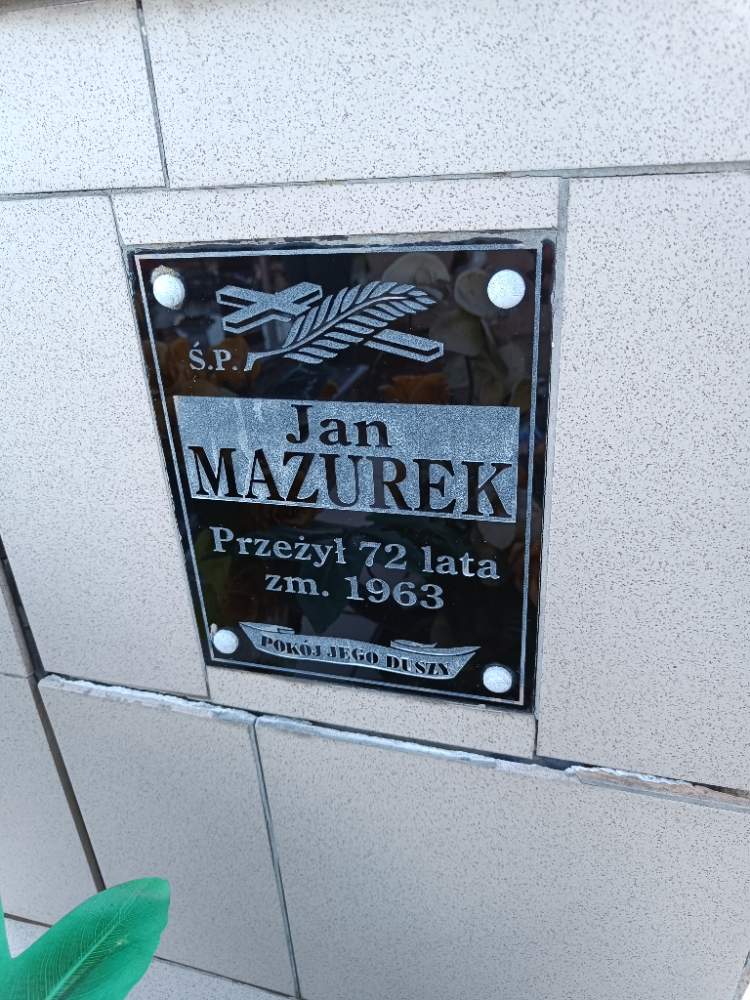 Ś.P.
Jan
MAZUREK
Przeżył 72 lata
zm. 1963
POKÓJ JEGO DUSZY